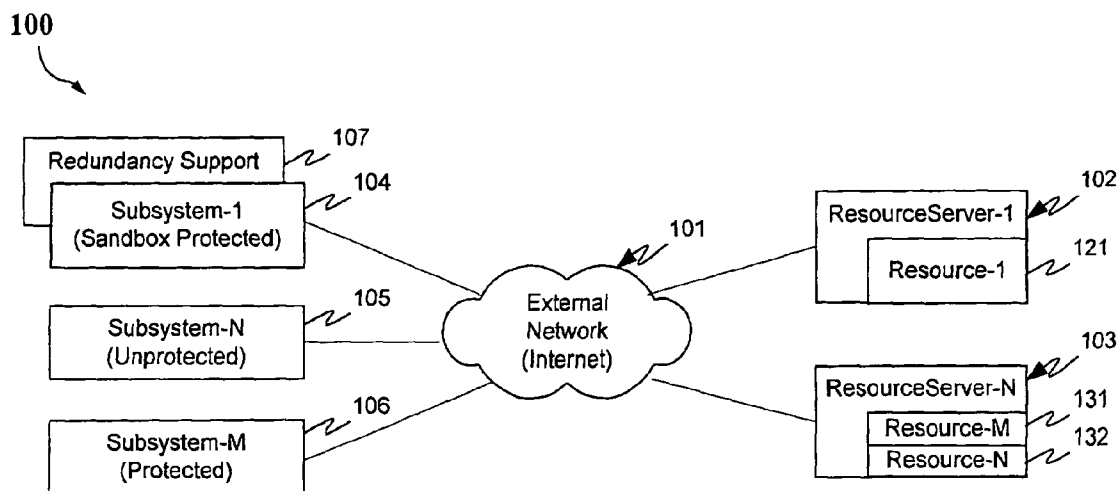 100
107
Redundancy Support
104
Subsystem-1
(Sandbox Protected)
105
Subsystem-N
(Unprotected)
106
Subsystem-M
(Protected)
101
External
Network
(Internet)
102
ResourceServer-1
121
Resource-1
103
ResourceServer-N
131
Resource-M
132
Resource-N